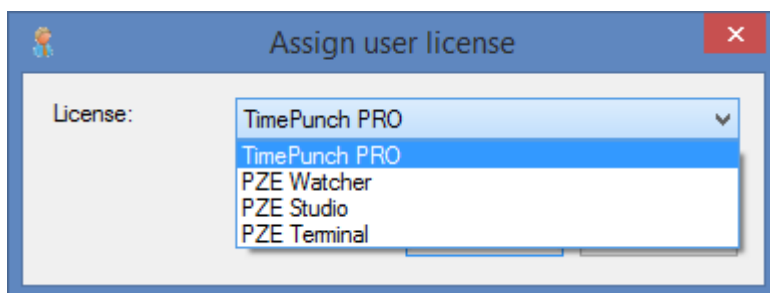 Assign user license
License:
TimePunch PRO
TimePunch PRO
PZE Watcher
PZE Studio
PZE Terminal